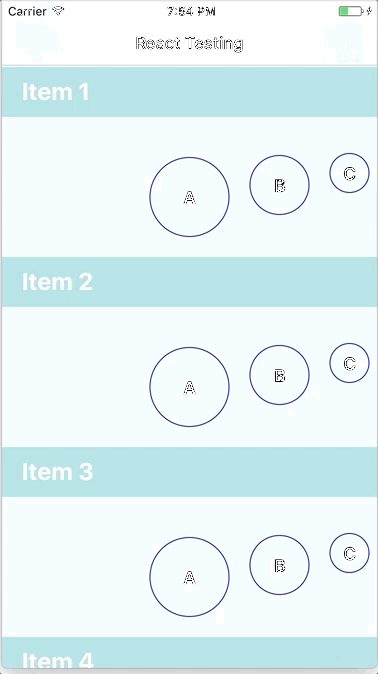 Carrier 7:54 PM
React Testing
Item 1
A B C
Item 2
A B C
Item 3
A B C
Item 4